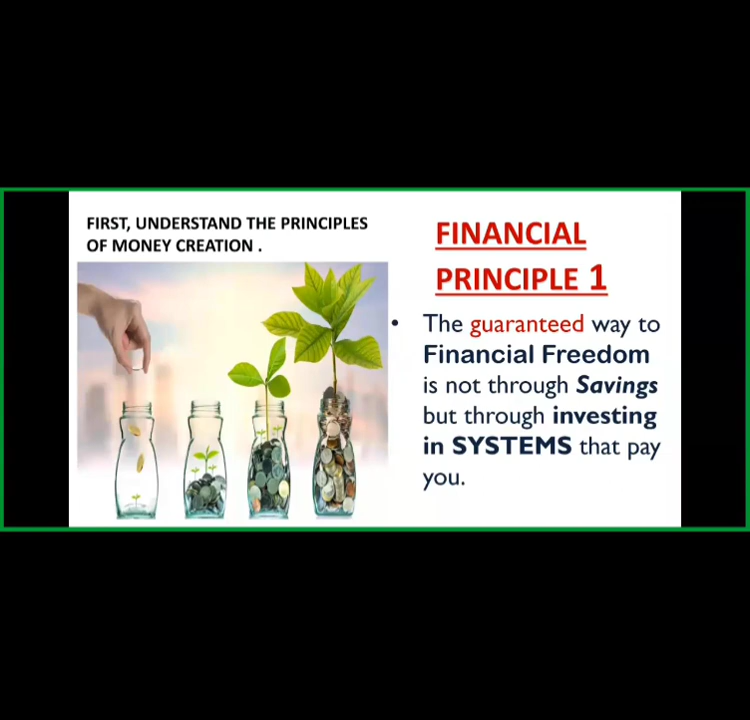 FIRST, UNDERSTAND THE PRINCIPLES
OF MONEY CREATION .
FINANCIAL
PRINCIPLE 1
• The guaranteed way to
Financial Freedom
is not through Savings
but through investing
in SYSTEMS that pay
you.